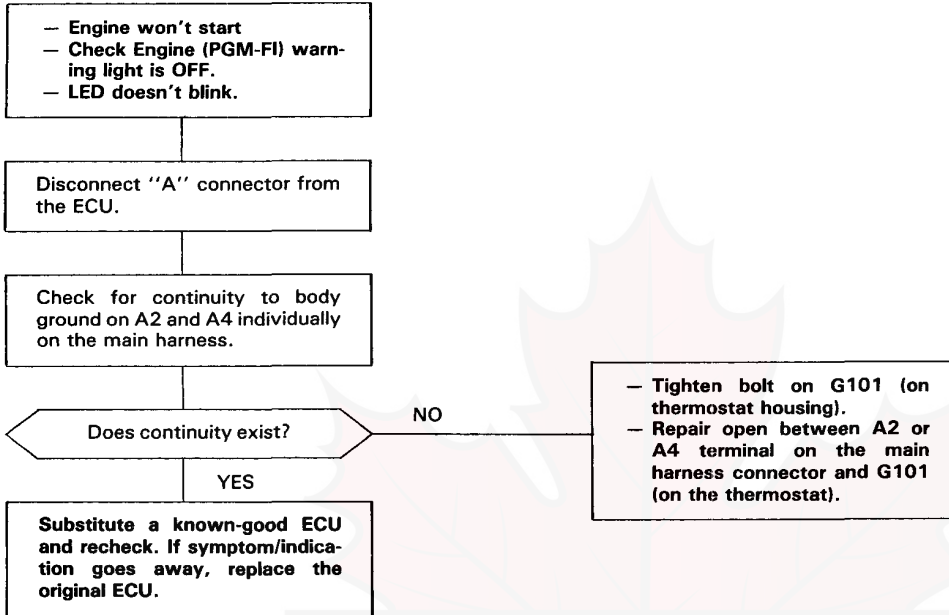 — Engine won't start
— Check Engine (PGM-FI) warn-
ing light is OFF.
— LED doesn't blink.
Disconnect "A" connector from
the ECU.
Check for continuity to body
ground on A2 and A4 individually
on the main harness.
Does continuity exist?
NO
— Tighten bolt on G101 (on
thermostat housing).
— Repair open between A2 or
A4 terminal on the main
harness connector and G101
(on the thermostat).
YES
Substitute a known-good ECU
and recheck. If symptom/indica-
tion goes away, replace the
original ECU.